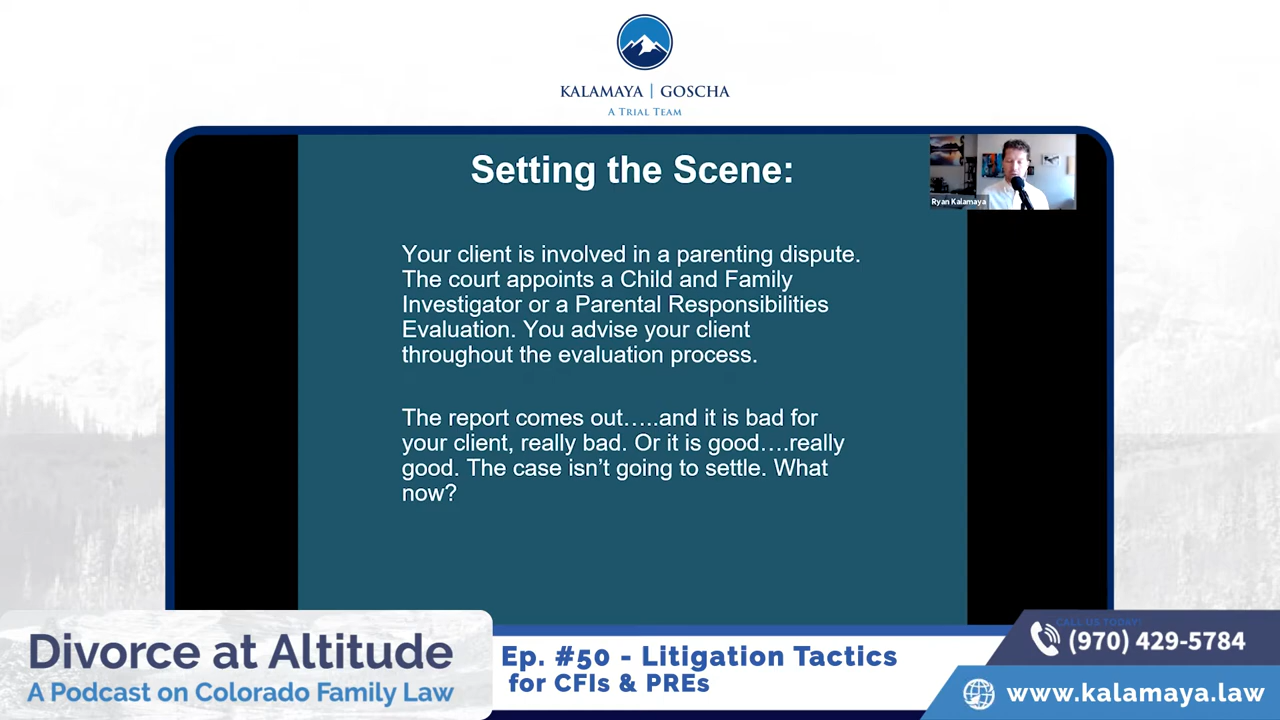 KALAMAYA | GOSCHA
A TRIAL TEAM
Setting the Scene:
Ryan Kalamaya
Your client is involved in a parenting dispute.
The court appoints a Child and Family
Investigator or a Parental Responsibilities
Evaluation. You advise your client
throughout the evaluation process.
The report comes out…..and it is bad for
your client, really bad. Or it is good….really
good. The case isn’t going to settle. What
now?
Divorce at Altitude
A Podcast on Colorado Family Law
Ep. #50 - Litigation Tactics
for CFIs & PREs
CALL US TODAY!
(970) 429-5784
www.kalamaya.law